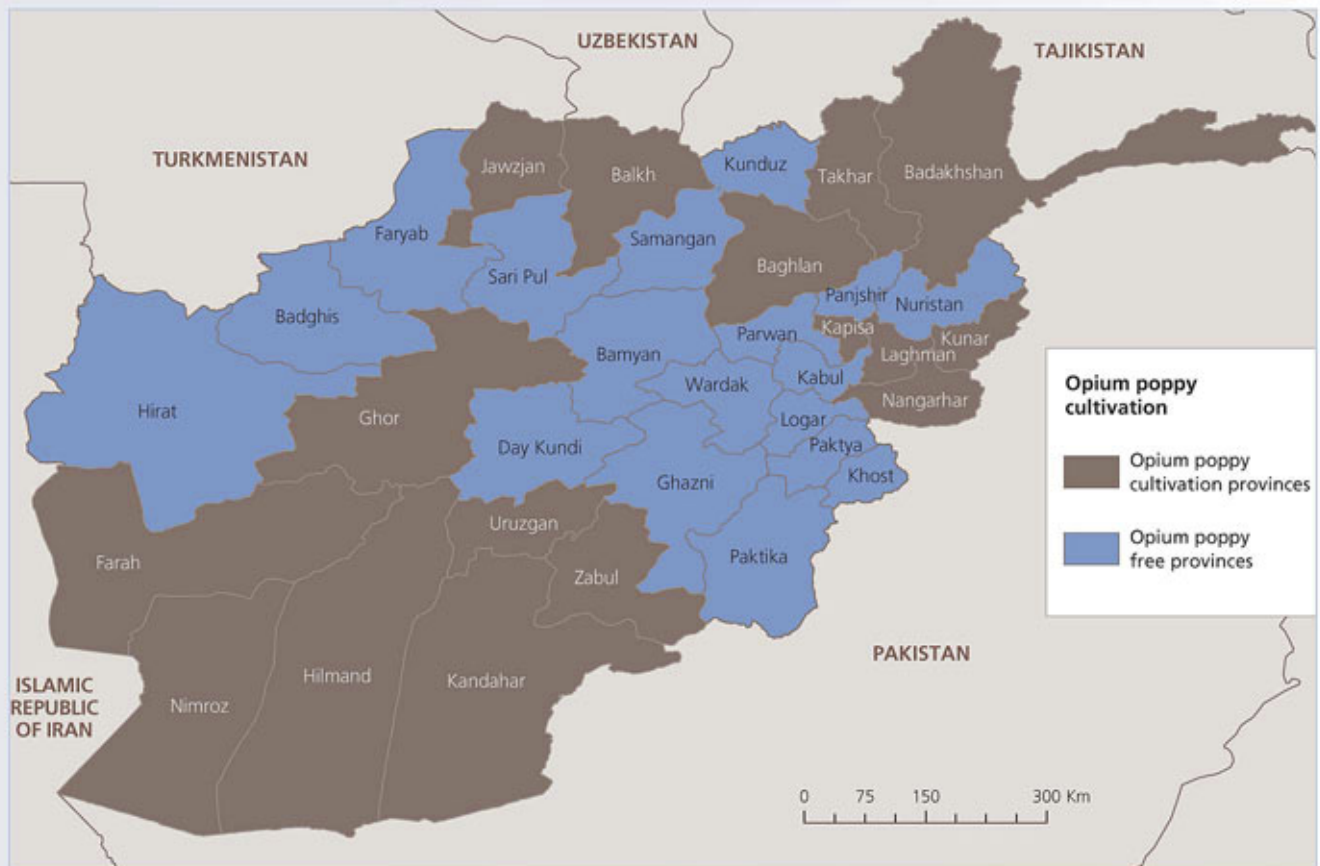 UZBEKISTAN
TAJIKISTAN
TURKMENISTAN
Jawzjan
Balkh
Kunduz
Takhar
Badakhshan
Faryab
Samangan
Sari Pul
Baghlan
Panjshir
Nuristan
Badghis
Parwan
Kapisa
Kunar
Bamyan
Laghman
Wardak
Kabul
Nangarhar
Hirat
Ghor
Logar
Day Kundi
Paktya
Ghazni
Khost
Uruzgan
Farah
Zabul
Paktika
Hilmand
Kandahar
Nimroz
PAKISTAN
ISLAMIC
REPUBLIC
OF IRAN
Opium poppy
cultivation
Opium poppy
cultivation provinces
Opium poppy
free provinces
0 75 150 300 Km